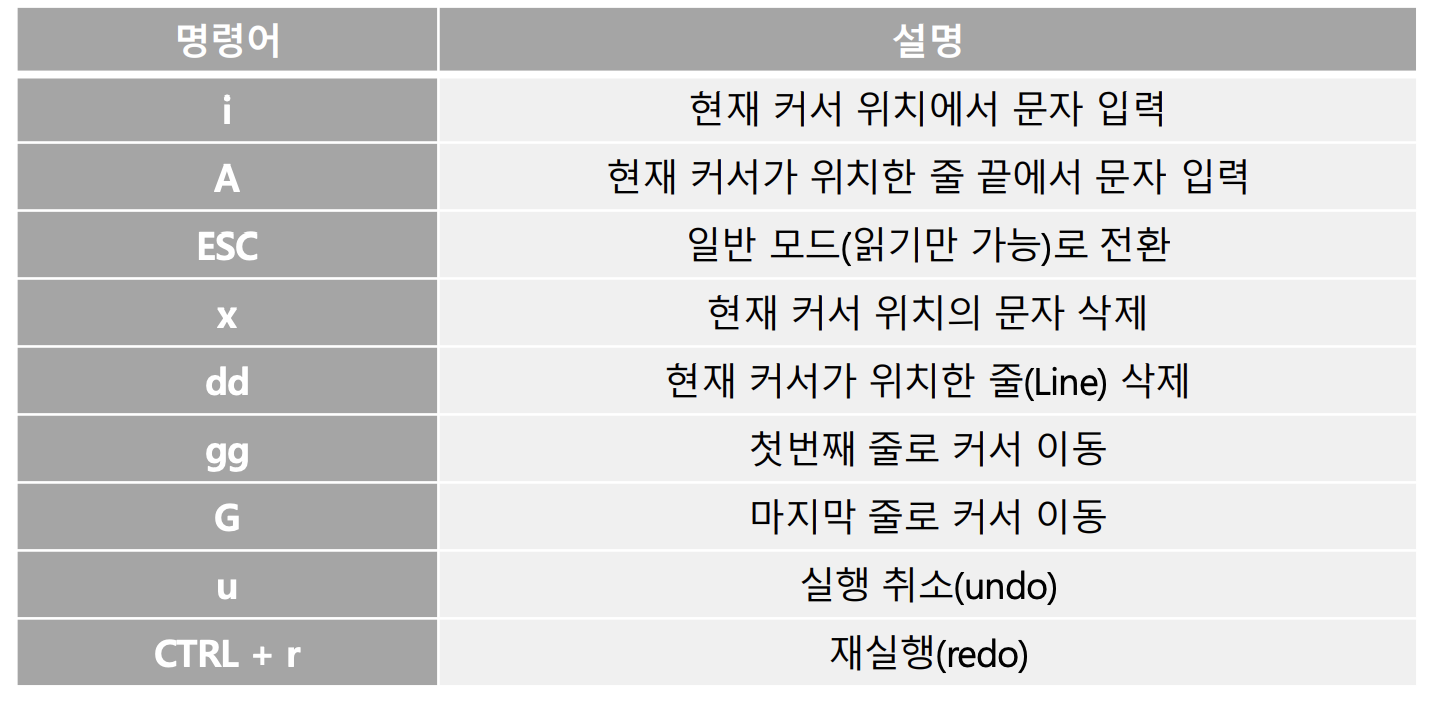 명령어 설명
i 현재 커서 위치에서 문자 입력
A 현재 커서가 위치한 줄 끝에서 문자 입력
ESC 일반 모드(읽기만 가능)로 전환
x 현재 커서 위치의 문자 삭제
dd 현재 커서가 위치한 줄(Line) 삭제
gg 첫번째 줄로 커서 이동
G 마지막 줄로 커서 이동
u 실행 취소(undo)
CTRL + r 재실행(redo)